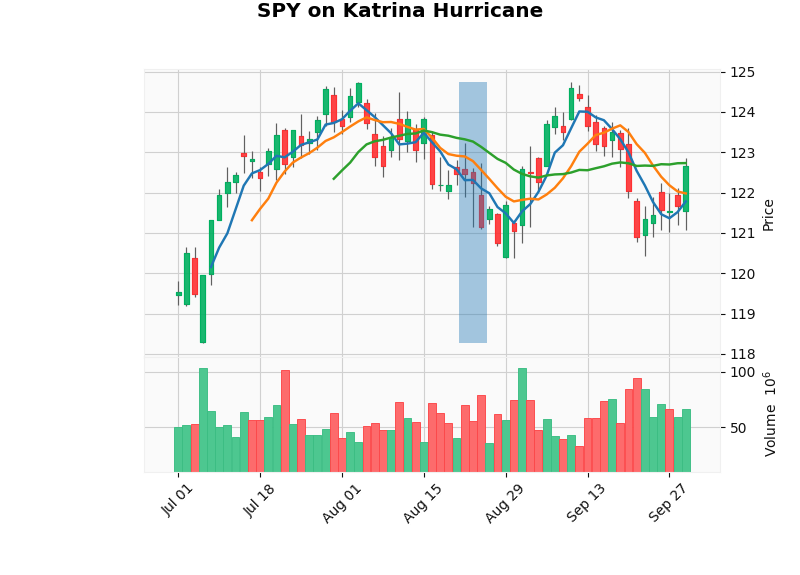 SPY on Katrina Hurricane
125
124
123
122
121
120
119
118
Price
100
50
Volume 10^6
Jul 01
Jul 18
Aug 01
Aug 15
Aug 29
Sep 13
Sep 27